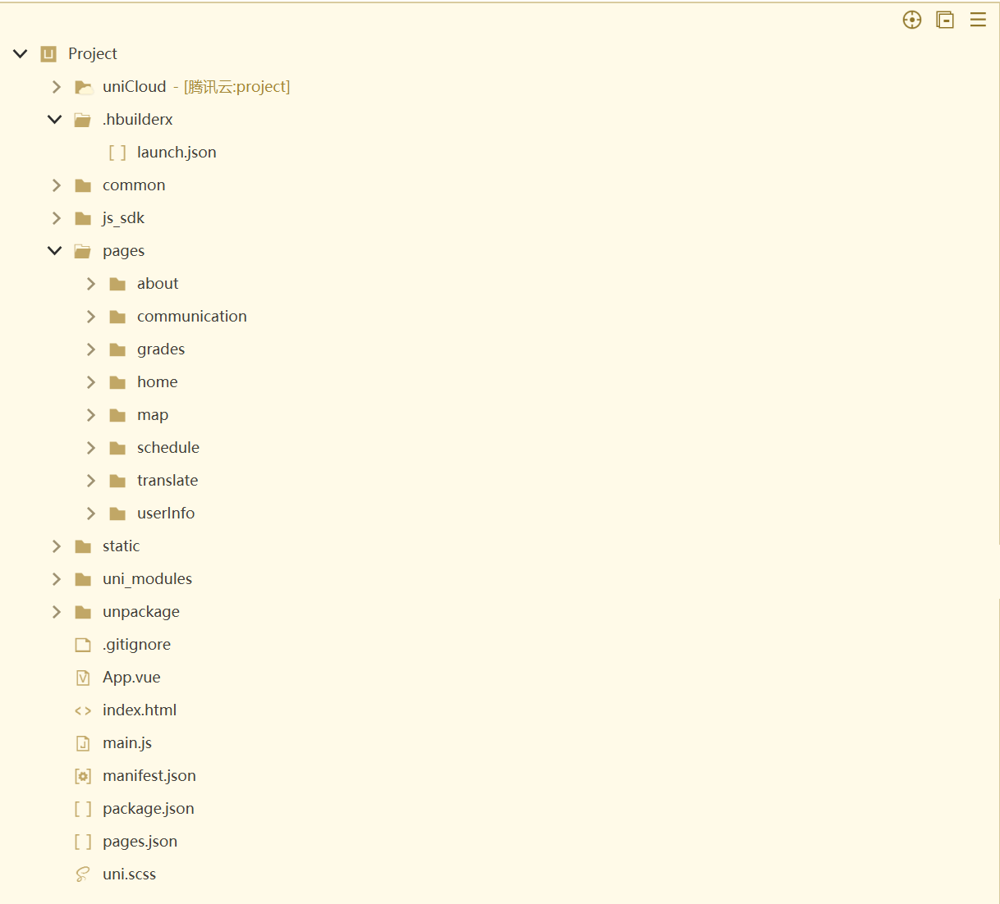 Project
uniCloud - [腾讯云:project]
.hbuilderx
launch.json
common
js_sdk
pages
about
communication
grades
home
map
schedule
translate
userInfo
static
uni_modules
unpackage
.gitignore
App.vue
index.html
main.js
manifest.json
package.json
pages.json
uni.scss